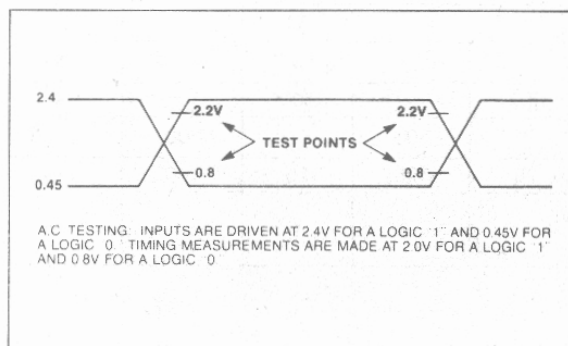 2.4
2.2V 2.2V
TEST POINTS
0.8 0.8
0.45
A.C TESTING: INPUTS ARE DRIVEN AT 2.4V FOR A LOGIC "1" AND 0.45V FOR
A LOGIC "0." TIMING MEASUREMENTS ARE MADE AT 2.0V FOR A LOGIC "1"
AND 0.8V FOR A LOGIC "0"